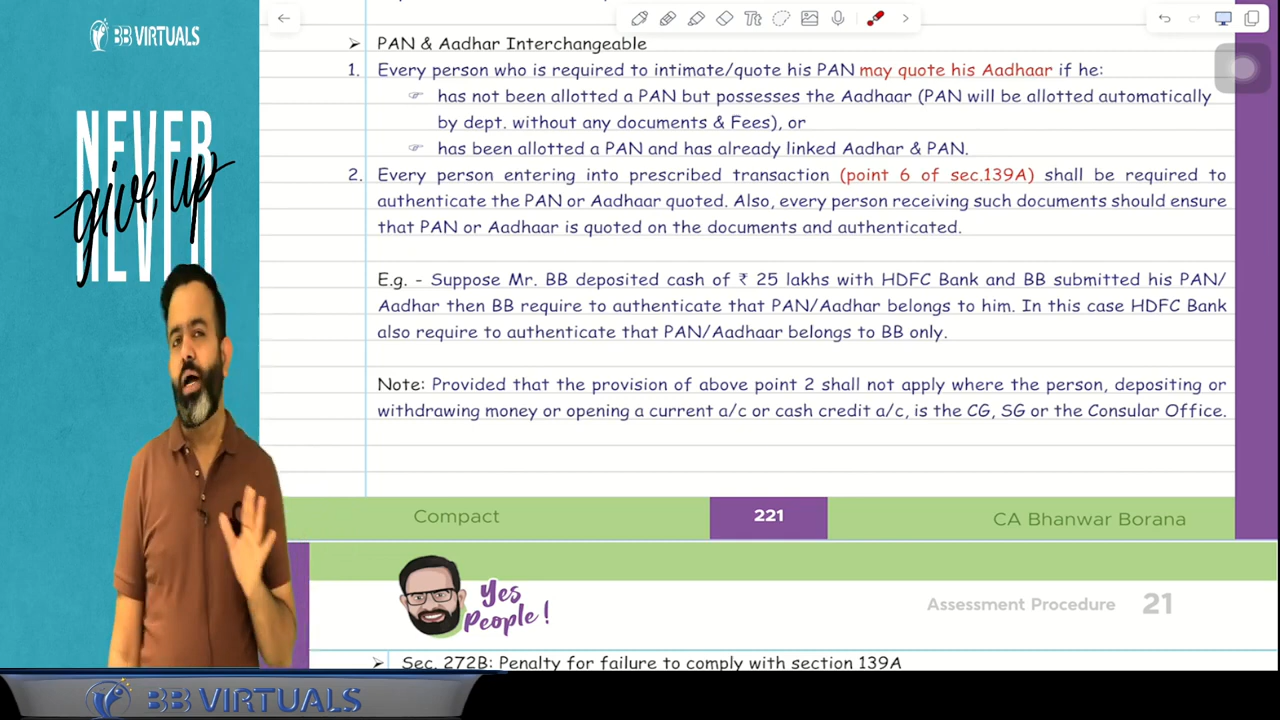 BB VIRTUALS
NEVER
give up
NEVER
➤ PAN & Aadhar Interchangeable
1. Every person who is required to intimate/quote his PAN may quote his Aadhaar if he:
☞ has not been allotted a PAN but possesses the Aadhaar (PAN will be allotted automatically
by dept. without any documents & Fees), or
☞ has been allotted a PAN and has already linked Aadhar & PAN.
2. Every person entering into prescribed transaction (point 6 of sec.139A) shall be required to
authenticate the PAN or Aadhaar quoted. Also, every person receiving such documents should ensure
that PAN or Aadhaar is quoted on the documents and authenticated.
E.g. - Suppose Mr. BB deposited cash of ₹ 25 lakhs with HDFC Bank and BB submitted his PAN/
Aadhar then BB require to authenticate that PAN/Aadhar belongs to him. In this case HDFC Bank
also require to authenticate that PAN/Aadhaar belongs to BB only.
Note: Provided that the provision of above point 2 shall not apply where the person, depositing or
withdrawing money or opening a current a/c or cash credit a/c, is the CG, SG or the Consular Office.
Compact 221 CA Bhanwar Borana
Yes
People!
Assessment Procedure 21
➤ Sec. 272B: Penalty for failure to comply with section 139A
BB VIRTUALS